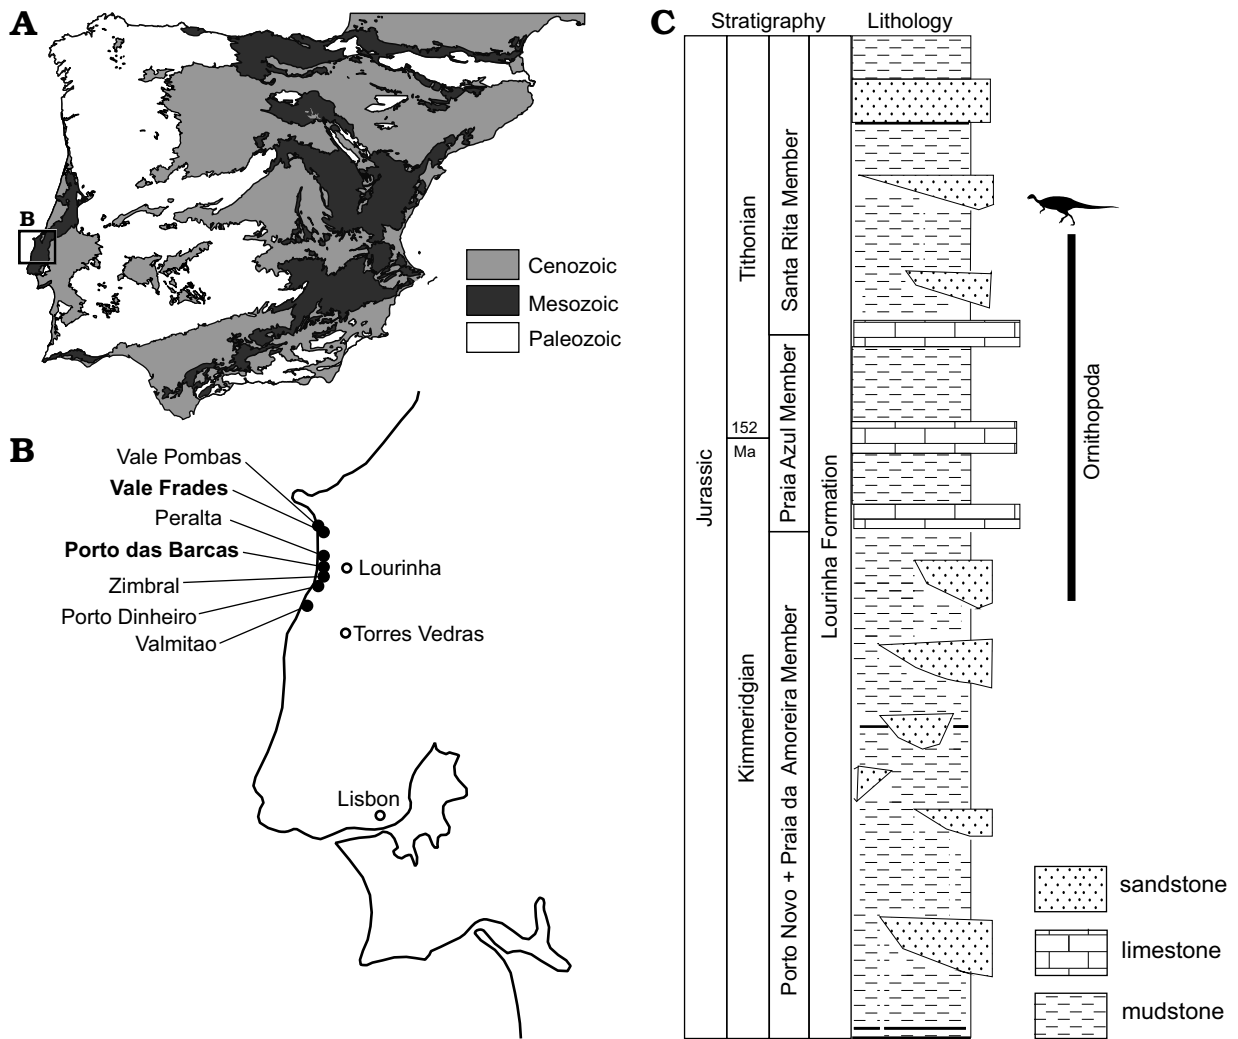 A
B
Cenozoic
Mesozoic
Paleozoic
B
Vale Pombas
Vale Frades
Peralta
Porto das Barcas
Zimbral
Porto Dinheiro
Valmitao
Lourinha
Torres Vedras
Lisbon
C
Stratigraphy
Lithology
Jurassic
Tithonian
152
Ma
Kimmeridgian
Santa Rita Member
Praia Azul Member
Porto Novo + Praia da Amoreira Member
Lourinha Formation
Ornithopoda
sandstone
limestone
mudstone